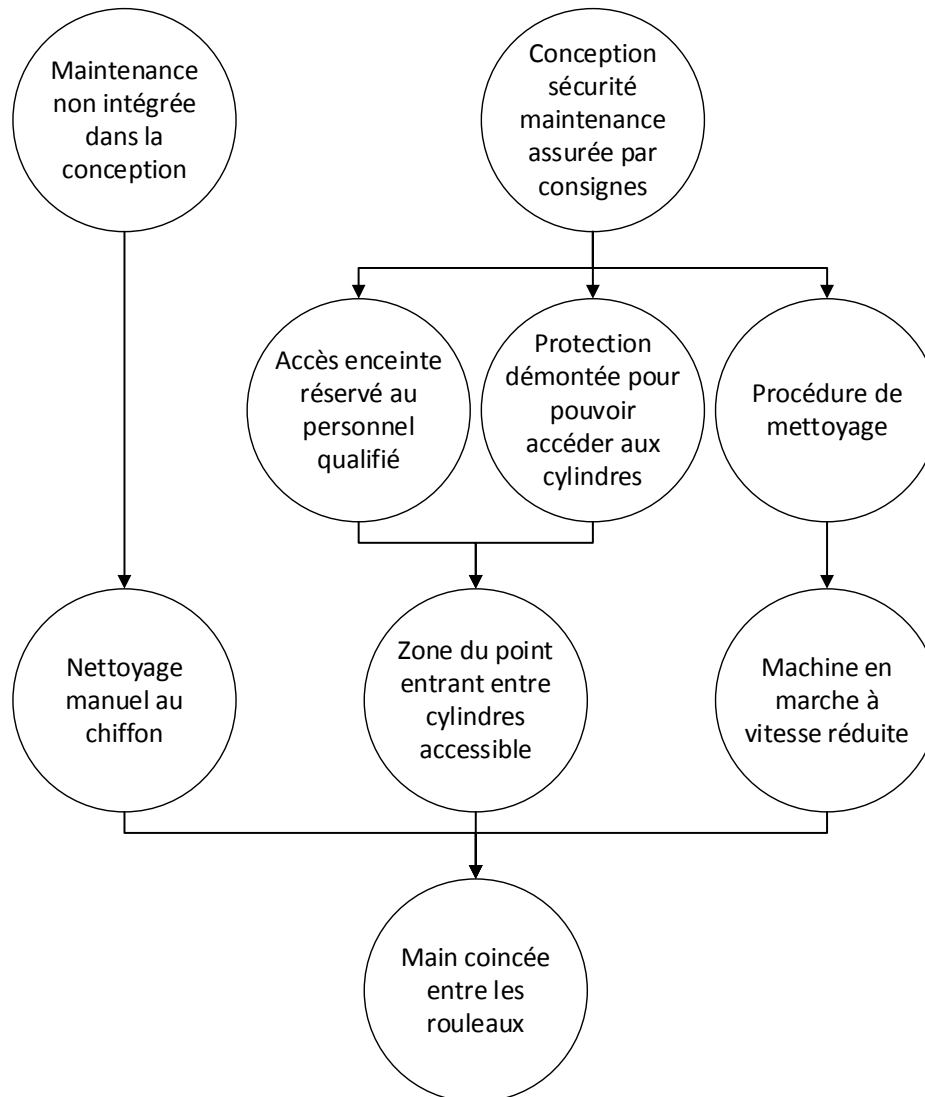 Maintenance
non intégrée
dans la
conception
Conception
sécurité
maintenance
assurée par
consignes
Accès enceinte
réservé au
personnel
qualifié
Protection
démontée pour
pouvoir
accéder aux
cylindres
Procédure de
mettoyage
Nettoyage
manuel au
chiffon
Zone du point
entrant entre
cylindres
accessible
Machine en
marche à
vitesse réduite
Main coincée
entre les
rouleaux